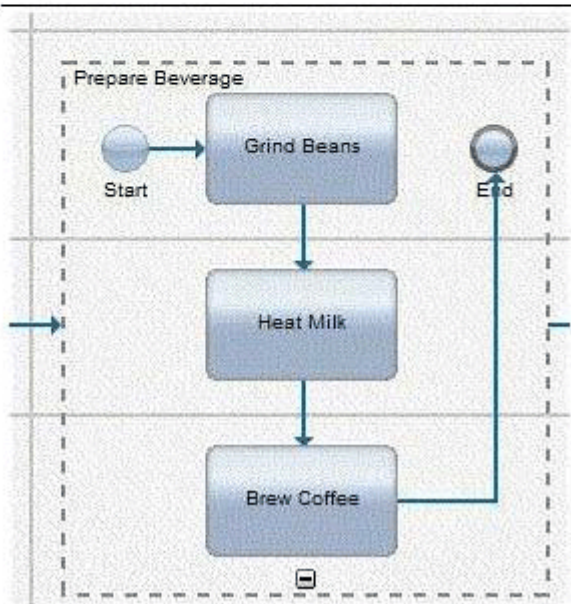 Prepare Beverage
Grind Beans
Start
End
Heat Milk
Brew Coffee